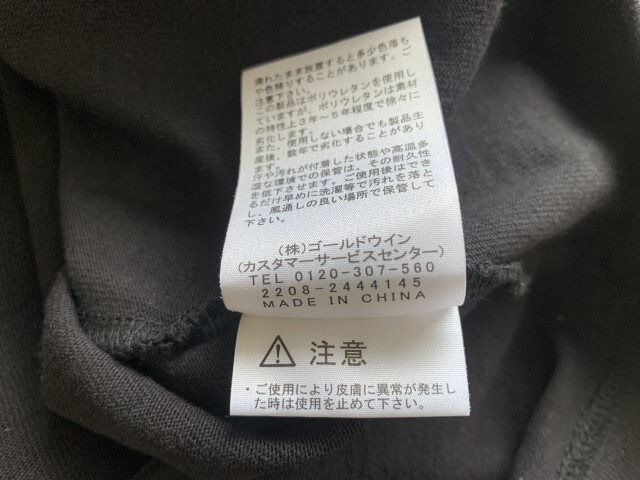 濡れたまま放置すると多少色落ち
や色移りすることがあります。ご
注意下さい。
この製品はポリウレタンを使用し
ていますが、ポリウレタンは素材
の特性上3年～5年程度で徐々に
劣化します。
また、使用しない場合でも製品生
産後、数年で劣化することがあり
ます。
汗や汚れが付着した状態や高温多
湿な環境での保管は、その耐久性
を低下させます。ご使用後はでき
るだけ早めに洗濯等で汚れを落と
し、風通しの良い場所で保管して
下さい。
(株)ゴールドウイン
(カスタマーサービスセンター)
TEL 0120-307-560
2208-2444145
MADE IN CHINA
注意
・ご使用により皮膚に異常が発生し
た時は使用を止めて下さい。